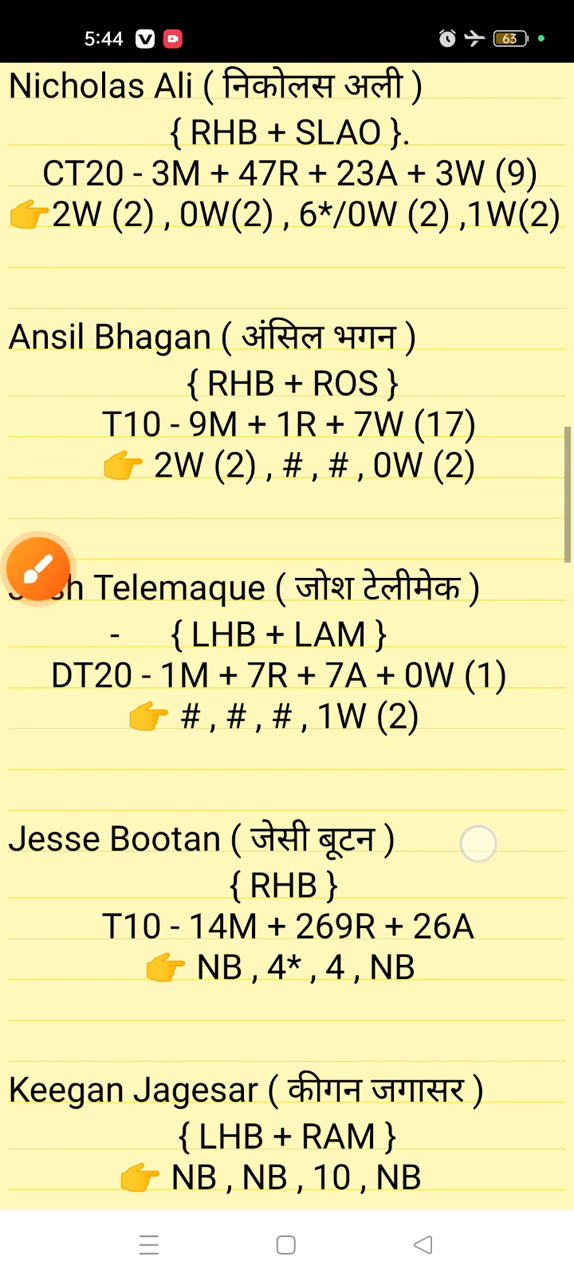 5:44
63
Nicholas Ali ( निकोलस अली )
{ RHB + SLAO }.
CT20 - 3M + 47R + 23A + 3W (9)
👉2W (2) , 0W(2) , 6*/0W (2) ,1W(2)
Ansil Bhagan ( अंसिल भगन )
{ RHB + ROS }
T10 - 9M + 1R + 7W (17)
👉 2W (2) , # , # , 0W (2)
Telemaque ( जोश टेलीमेक )
- { LHB + LAM }
DT20 - 1M + 7R + 7A + 0W (1)
👉 # , # , # , 1W (2)
Jesse Bootan ( जेसी बूटन )
{ RHB }
T10 - 14M + 269R + 26A
👉 NB , 4* , 4 , NB
Keegan Jagesar ( कीगन जगासर )
{ LHB + RAM }
👉 NB , NB , 10 , NB